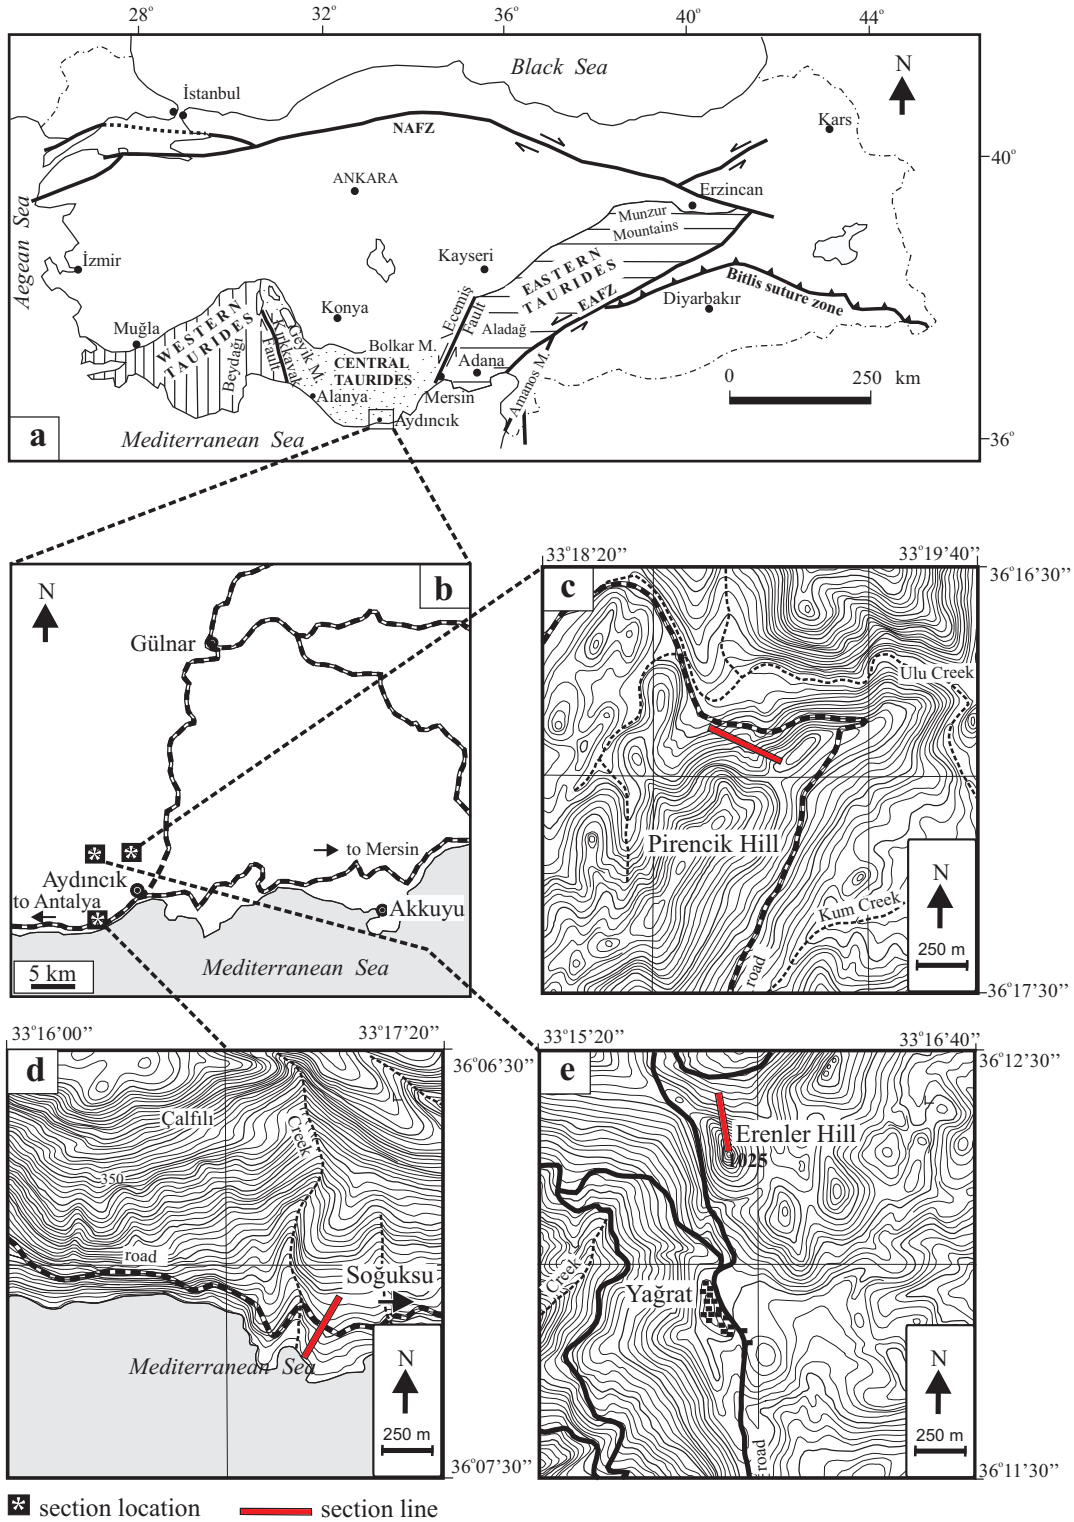 28°
32°
36°
40°
44°
Black Sea
N
İstanbul
NAFZ
Kars
40°
ANKARA
Erzincan
Munzur
Mountains
Aegean Sea
İzmir
Kayseri
EASTERN
TAURIDES
EAFZ
Bitlis suture zone
Diyarbakır
Ecemiş
Fault
Aladağ
Konya
Muğla
WESTERN
TAURIDES
Beydağı
Kırkkavak
Fault
Geyik M.
Bolkar M.
CENTRAL
TAURIDES
Adana
Mersin
Amanos M.
Alanya
Aydıncık
0 250 km
a
Mediterranean Sea
36°
b
N
Gülnar
to Mersin
Aydıncık
to Antalya
Akkuyu
Mediterranean Sea
5 km
33°18'20''
33°19'40''
36°16'30''
c
Ulu Creek
Pirencik Hill
Kum Creek
road
N
250 m
36°17'30''
33°16'00''
33°17'20''
36°06'30''
d
Çalfılı
Creek
350
road
Soğuksu
Mediterranean Sea
N
250 m
36°07'30''
33°15'20''
33°16'40''
36°12'30''
e
Erenler Hill
1025
Creek
Yağrat
road
N
250 m
36°11'30''
section location
section line